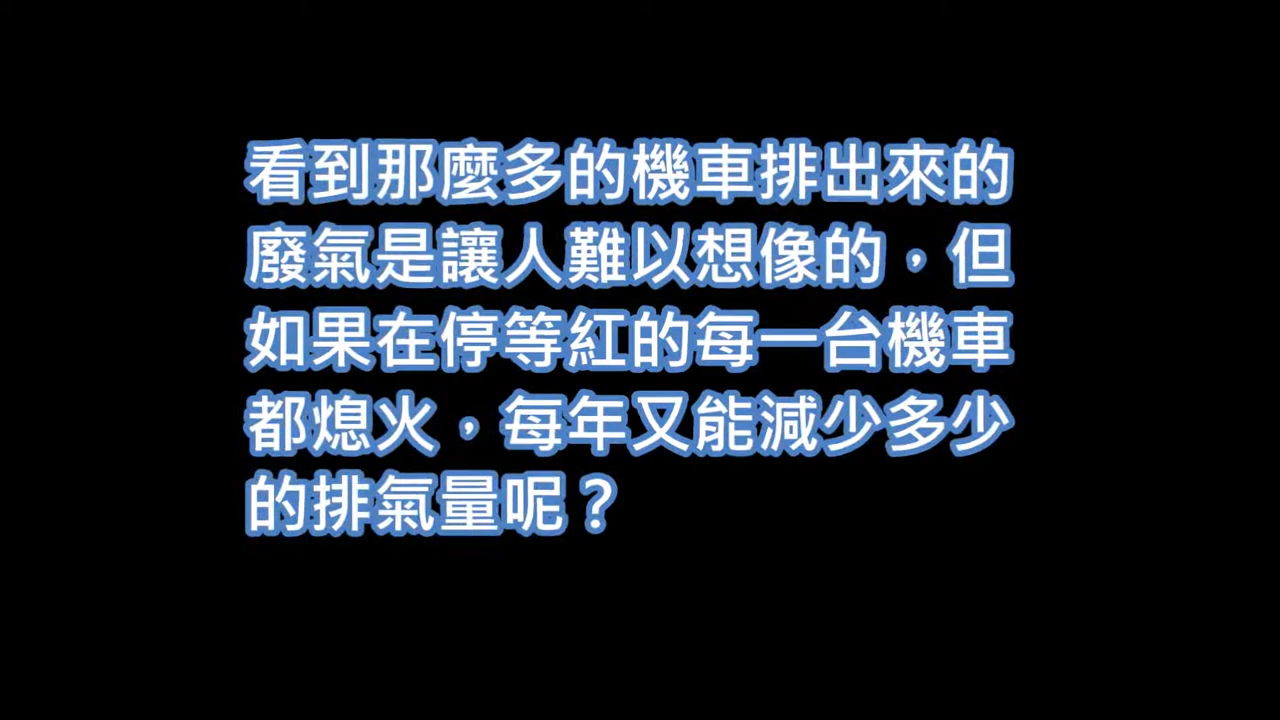 看到那麼多的機車排出來的
廢氣是讓人難以想像的，但
如果在停等紅的每一台機車
都熄火，每年又能減少多少
的排氣量呢？